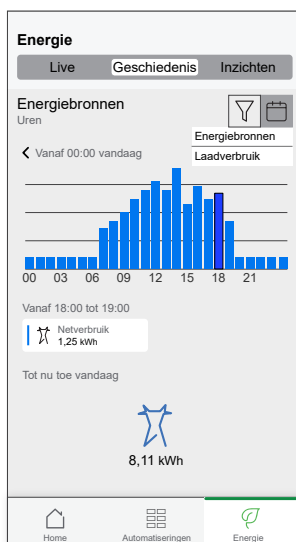 Energie
Live Geschiedenis Inzichten
Energiebronnen
Uren
Energiebronnen
Vanaf 00:00 vandaag
Laadverbruik
00 03 06 09 12 15 18 21
Vanaf 18:00 tot 19:00
Netverbruik
1,25 kWh
Tot nu toe vandaag
8,11 kWh
Home Automatiseringen Energie